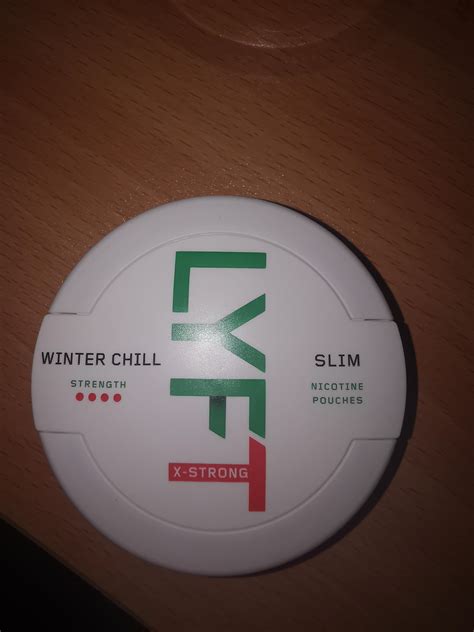 LYFT
WINTER CHILL
STRENGTH
SLIM
NICOTINE
POUCHES
X-STRONG